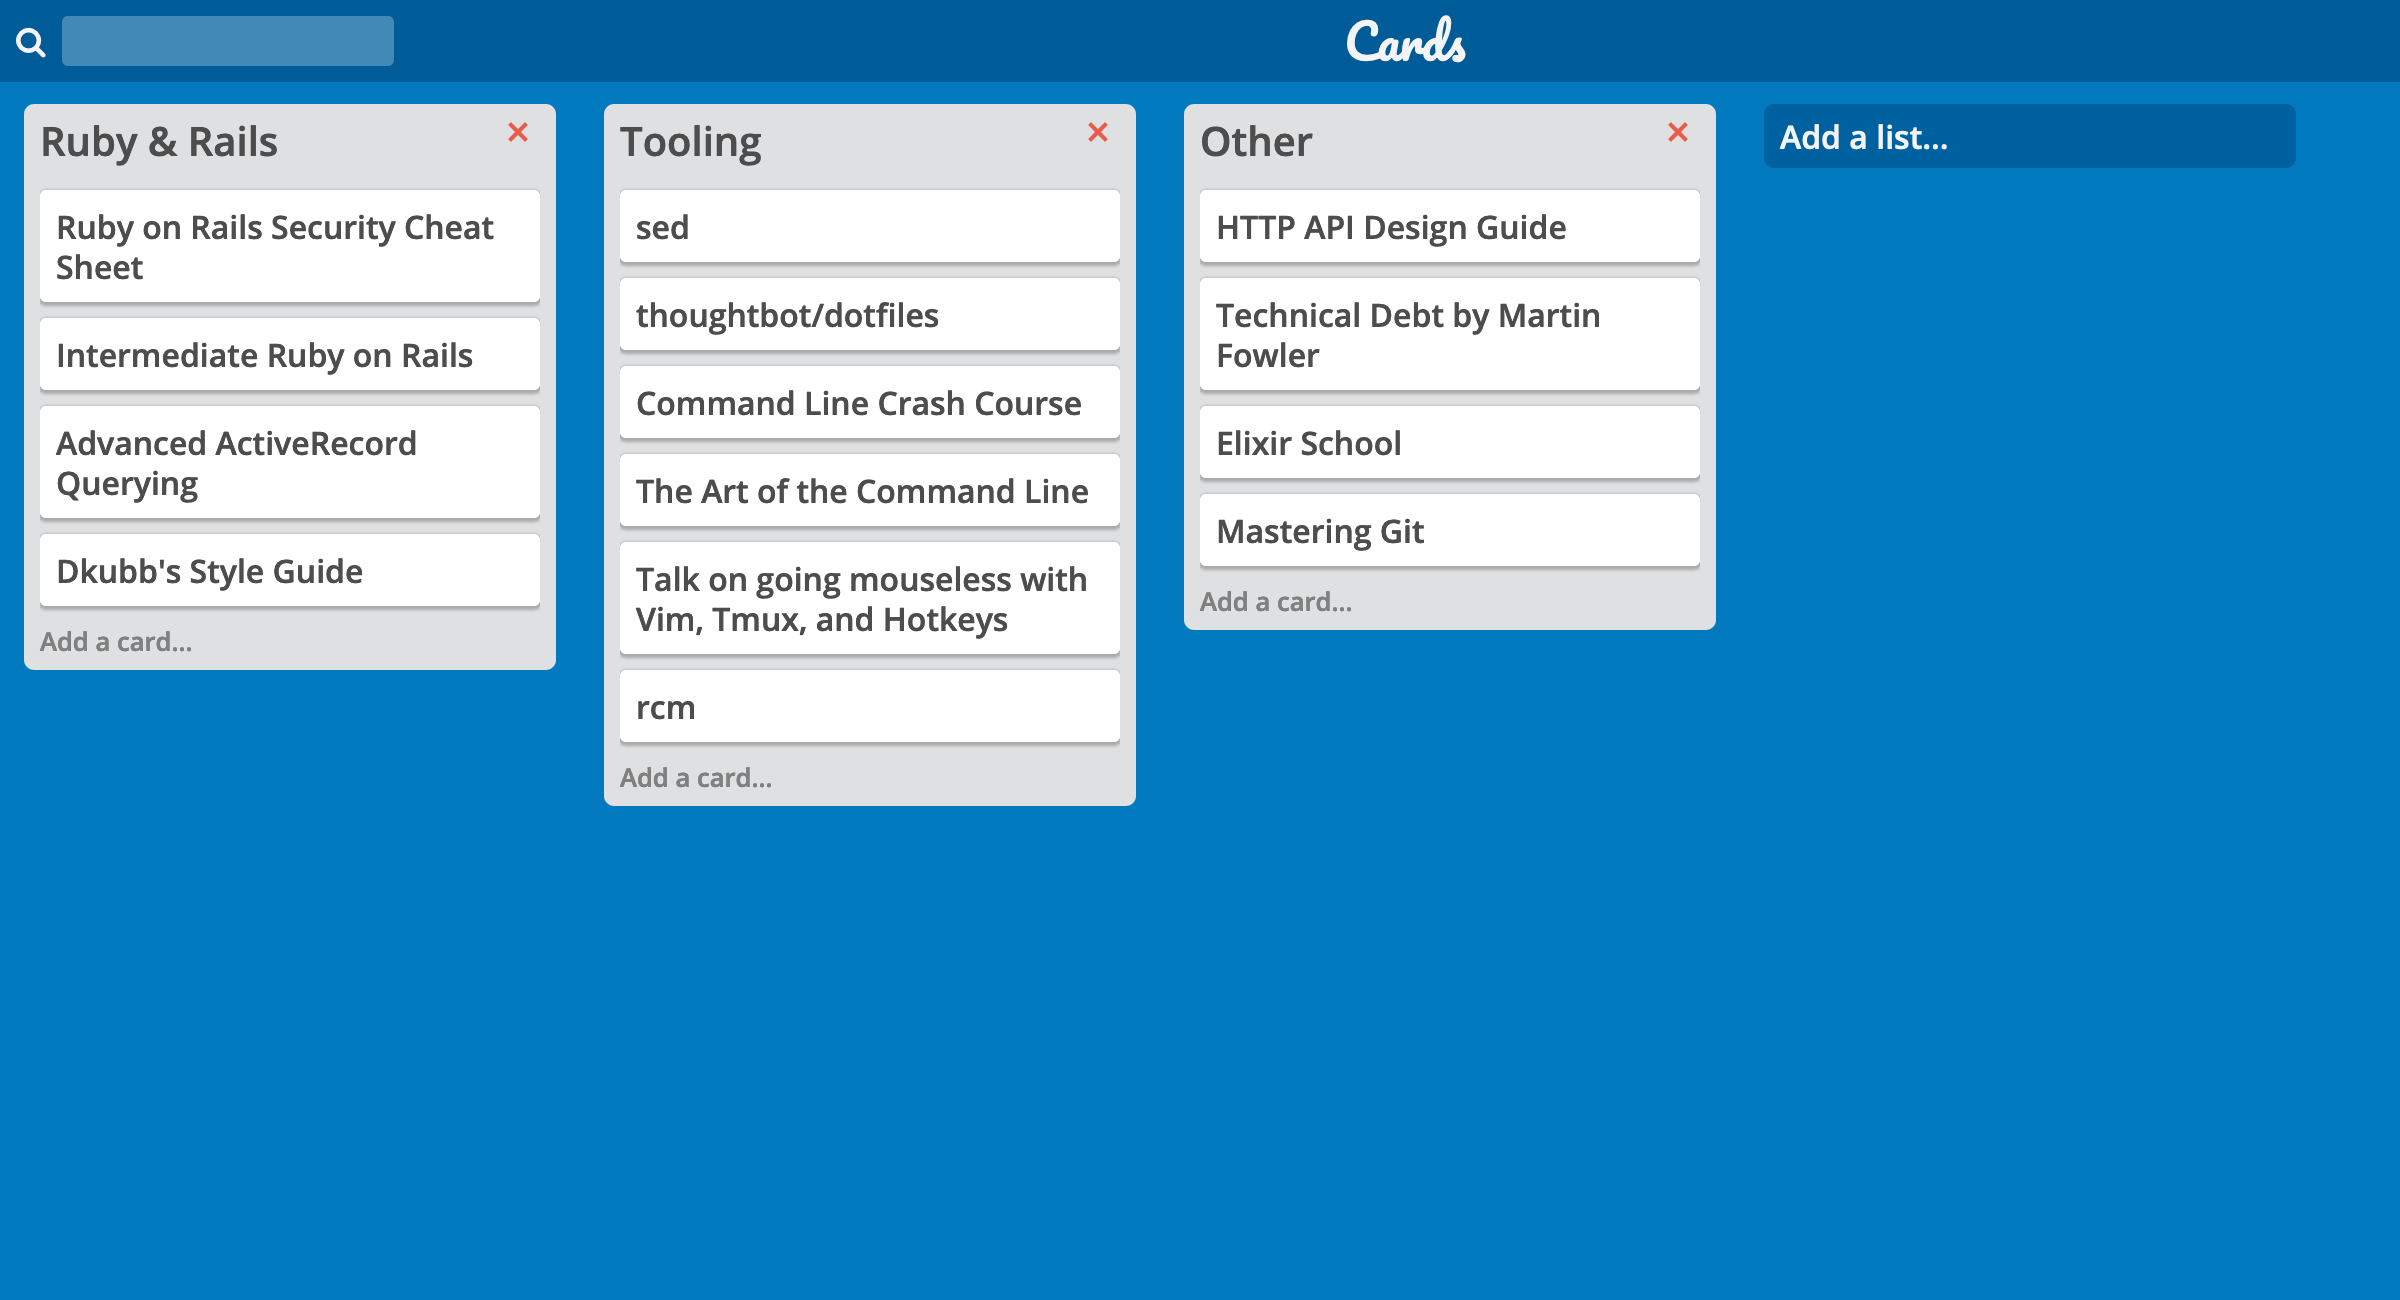 Cards
Ruby & Rails
Ruby on Rails Security Cheat
Sheet
Intermediate Ruby on Rails
Advanced ActiveRecord
Querying
Dkubb's Style Guide
Add a card...
Tooling
sed
thoughtbot/dotfiles
Command Line Crash Course
The Art of the Command Line
Talk on going mouseless with
Vim, Tmux, and Hotkeys
rcm
Add a card...
Other
HTTP API Design Guide
Technical Debt by Martin
Fowler
Elixir School
Mastering Git
Add a card...
Add a list...